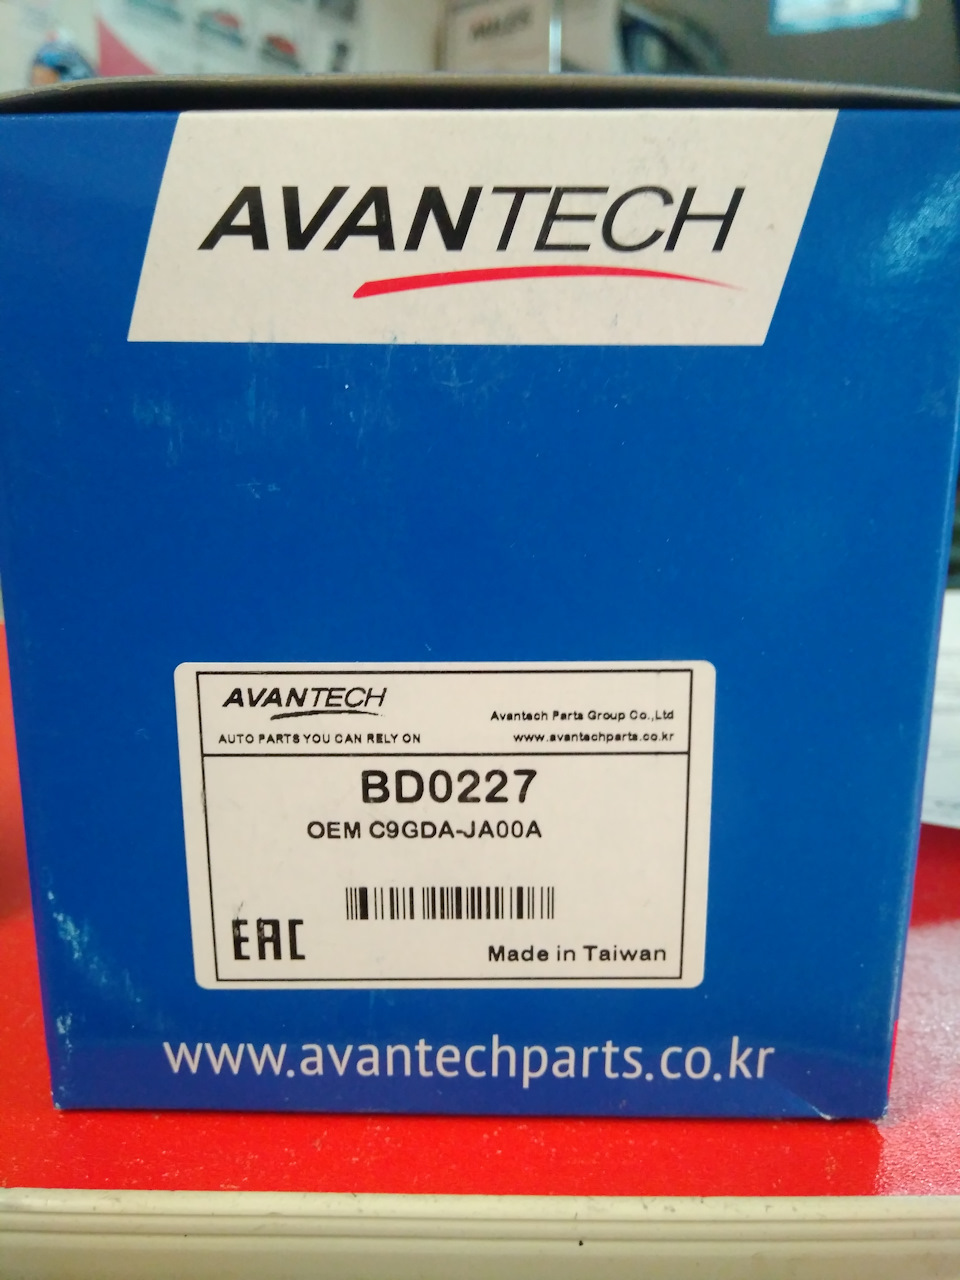 AVANTECH
AVANTECH
Avantech Parts Group Co.,Ltd
AUTO PARTS YOU CAN RELY ON
www.avantechparts.co.kr
BD0227
OEM C9GDA-JA00A
EAC
Made in Taiwan
www.avantechparts.co.kr